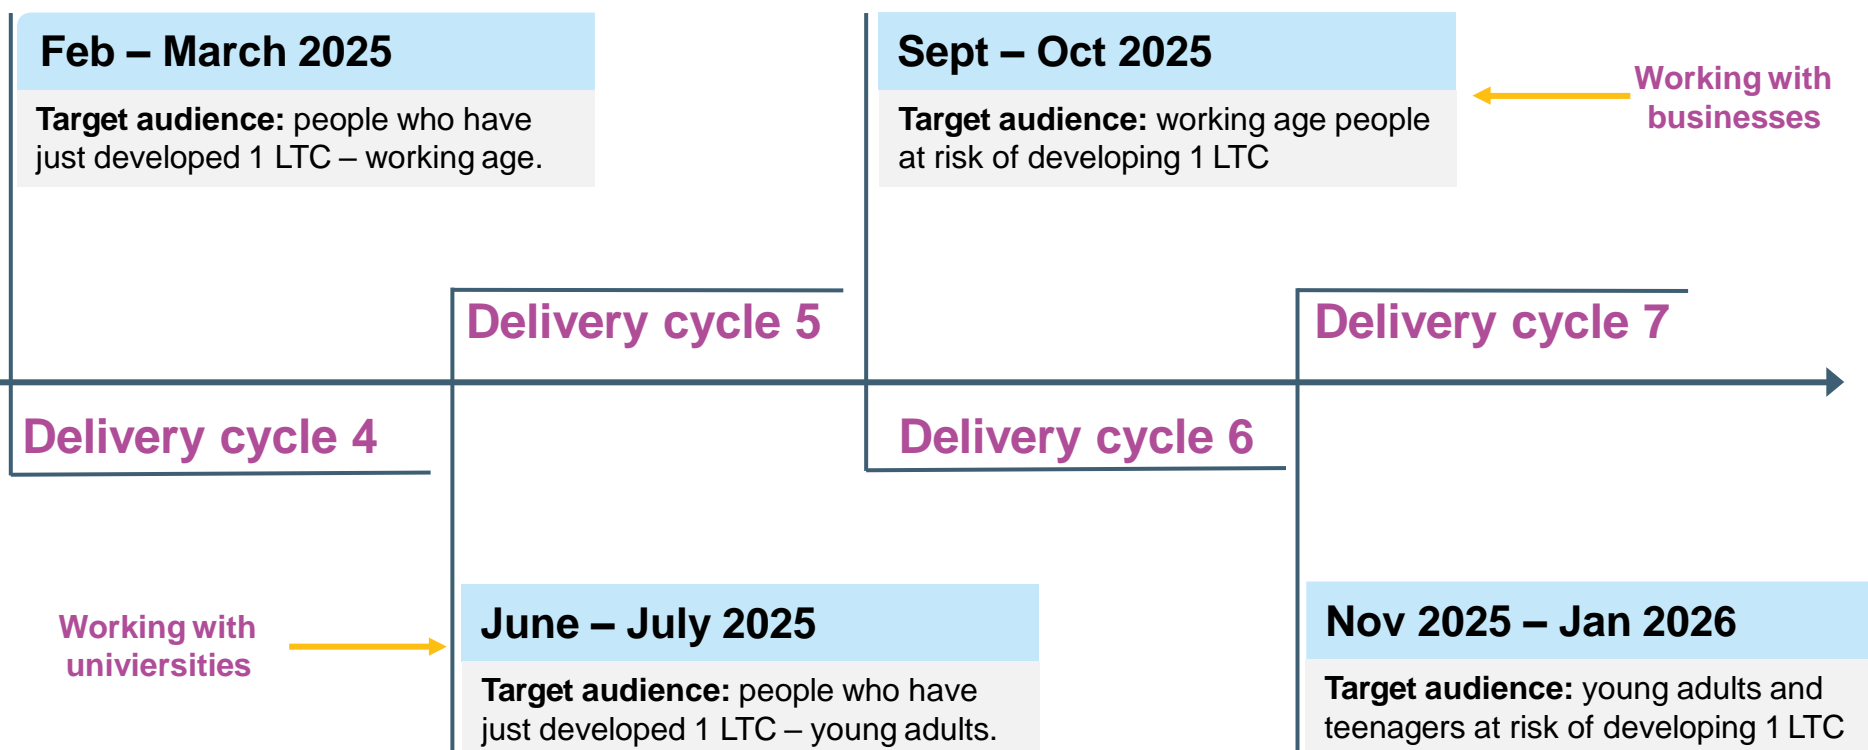 Feb – March 2025
Target audience: people who have
just developed 1 LTC – working age.
Sept – Oct 2025
Target audience: working age people
at risk of developing 1 LTC
Working with
businesses
Delivery cycle 5
Delivery cycle 7
Delivery cycle 4
Delivery cycle 6
Working with
univiersities
June – July 2025
Target audience: people who have
just developed 1 LTC – young adults.
Nov 2025 – Jan 2026
Target audience: young adults and
teenagers at risk of developing 1 LTC